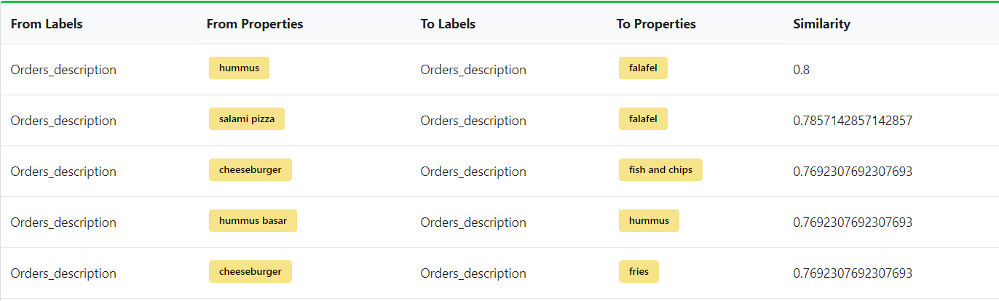 From Labels From Properties To Labels To Properties Similarity
Orders_description hummus Orders_description falafel 0.8
Orders_description salami pizza Orders_description falafel 0.7857142857142857
Orders_description cheeseburger Orders_description fish and chips 0.7692307692307693
Orders_description hummus basar Orders_description hummus 0.7692307692307693
Orders_description cheeseburger Orders_description fries 0.7692307692307693